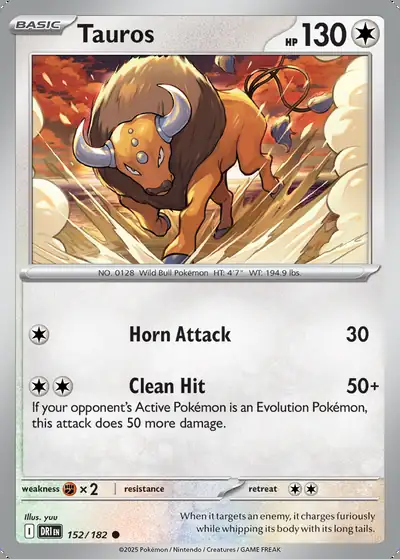 BASIC
Tauros
HP 130
NO. 0128 Wild Bull Pokémon HT: 4'7" WT: 194.9 lbs.
Horn Attack 30
Clean Hit 50+
If your opponent's Active Pokémon is an Evolution Pokémon,
this attack does 50 more damage.
weakness ×2 resistance retreat
Illus. yuu
When it targets an enemy, it charges furiously
while whipping its body with its long tails.
I DRI EN 152/182
©2025 Pokémon / Nintendo / Creatures / GAME FREAK